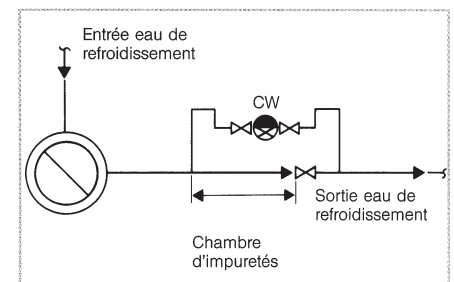 Entrée eau de
refroidissement
CW
Sortie eau de
refroidissement
Chambre
d'impuretés